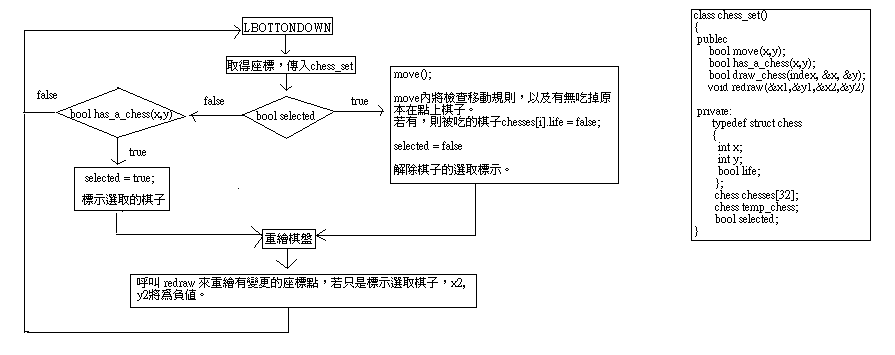 LBOTTONDOWN
取得座標，傳入chess_set
bool selected
false
true
bool has_a_chess(x,y)
false
true
selected = true;
標示選取的棋子
move();
move內將檢查移動規則，以及有無吃掉原
本在點上棋子。
若有，則被吃的棋子chesses[i].life = false;
selected = false
解除棋子的選取標示。
重繪棋盤
呼叫 redraw 來重繪有變更的座標點，若只是標示選取棋子，x2,
y2將為負值。
class chess_set()
{
publec
bool move(x,y);
bool has_a_chess(x,y);
bool draw_chess(index, &x, &y);
void redraw(&x1,&y1,&x2,&y2)
private:
typedef struct chess
{
int x;
int y;
bool life;
};
chess chesses[32];
chess temp_chess;
bool selected;
}